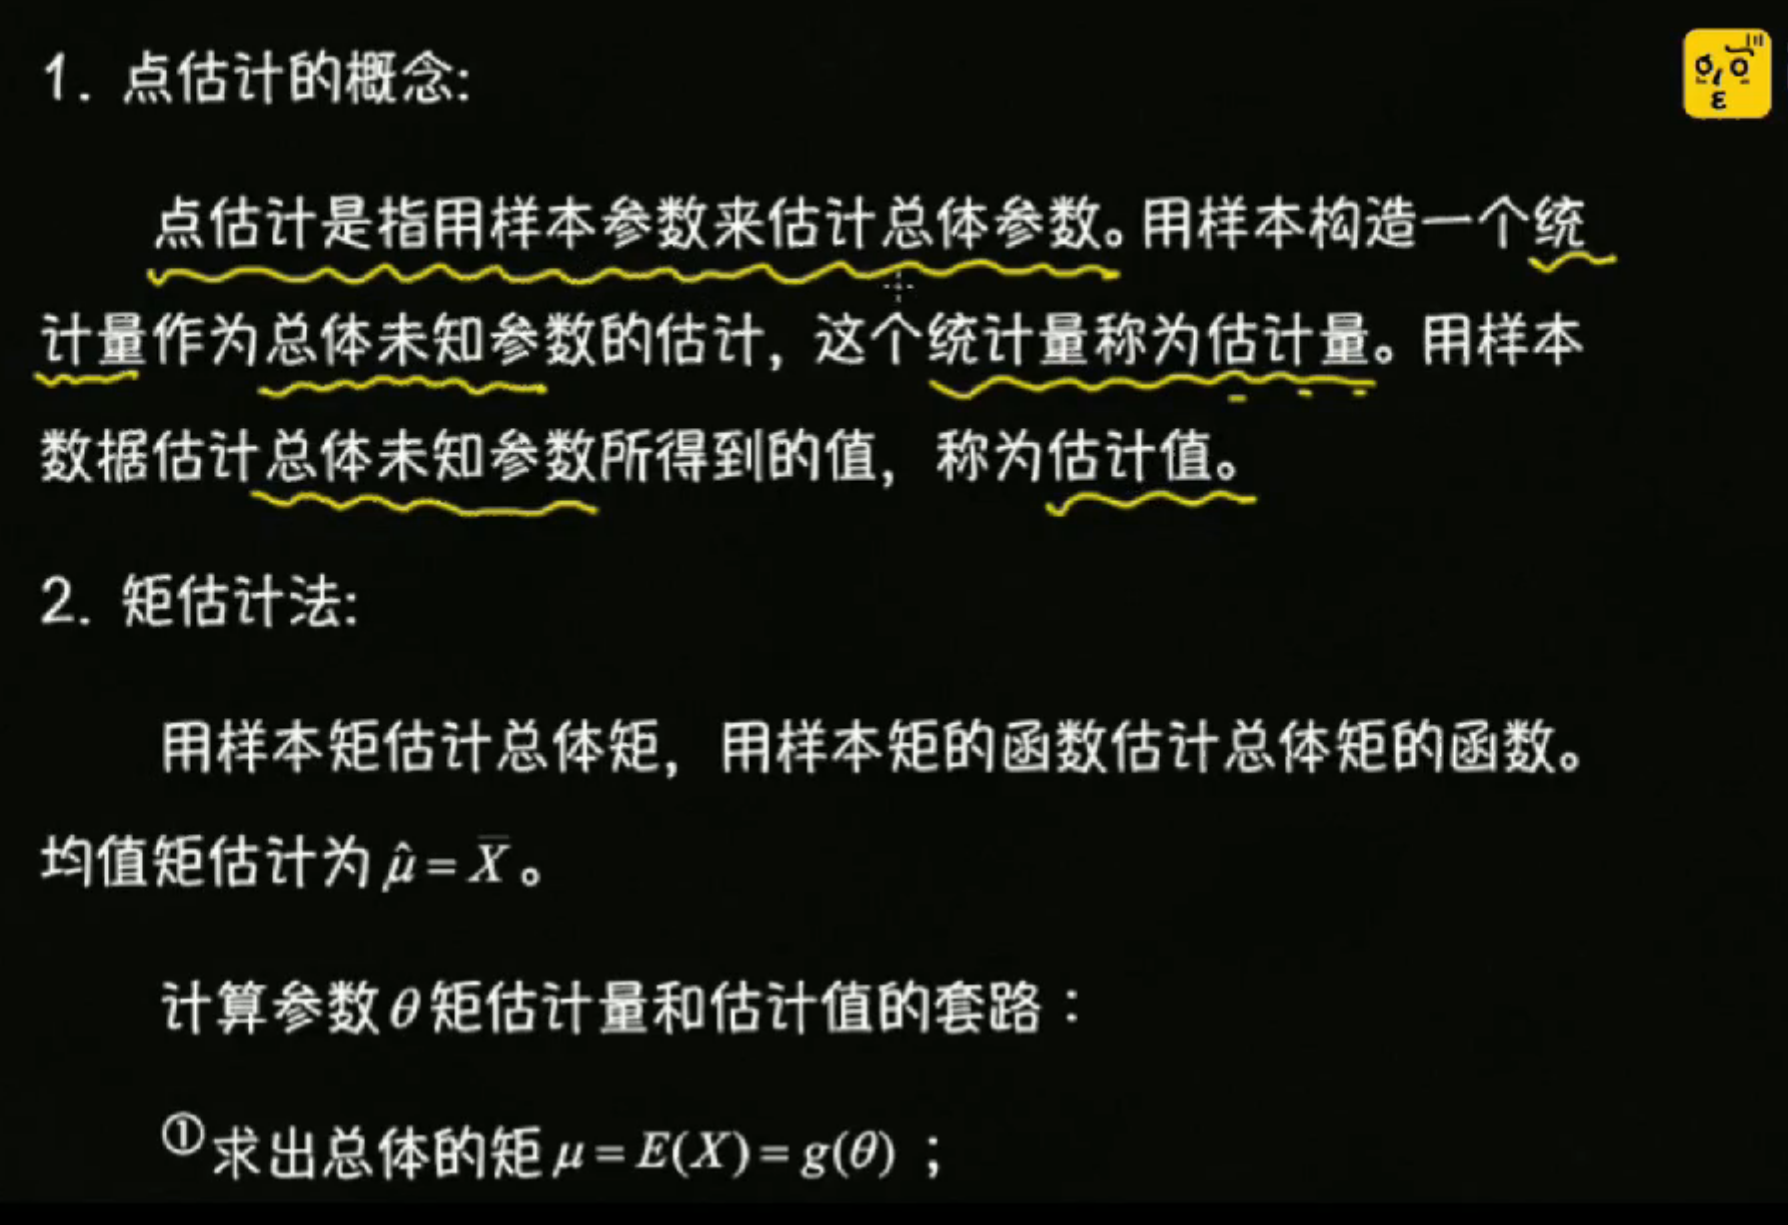 1. 点估计的概念:
点估计是指用样本参数来估计总体参数。用样本构造一个统
计量作为总体未知参数的估计，这个统计量称为估计量。用样本
数据估计总体未知参数所得到的值，称为估计值。
2. 矩估计法:
用样本矩估计总体矩，用样本矩的函数估计总体矩的函数。
均值矩估计为 μ̂ = X̄ 。
计算参数θ矩估计量和估计值的套路：
①求出总体的矩 μ = E(X) = g(θ) ；